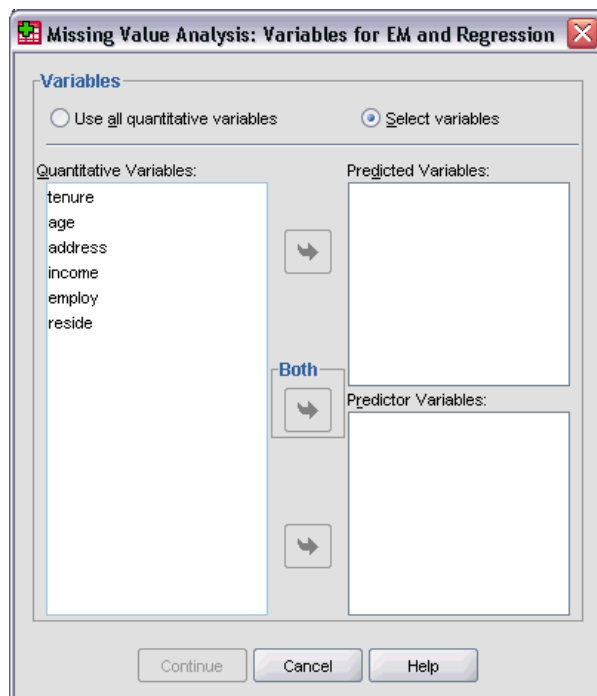 Missing Value Analysis: Variables for EM and Regression
Variables
Use all quantitative variables
Select variables
Quantitative Variables:
tenure
age
address
income
employ
reside
Predicted Variables:
Both
Predictor Variables:
Continue
Cancel
Help